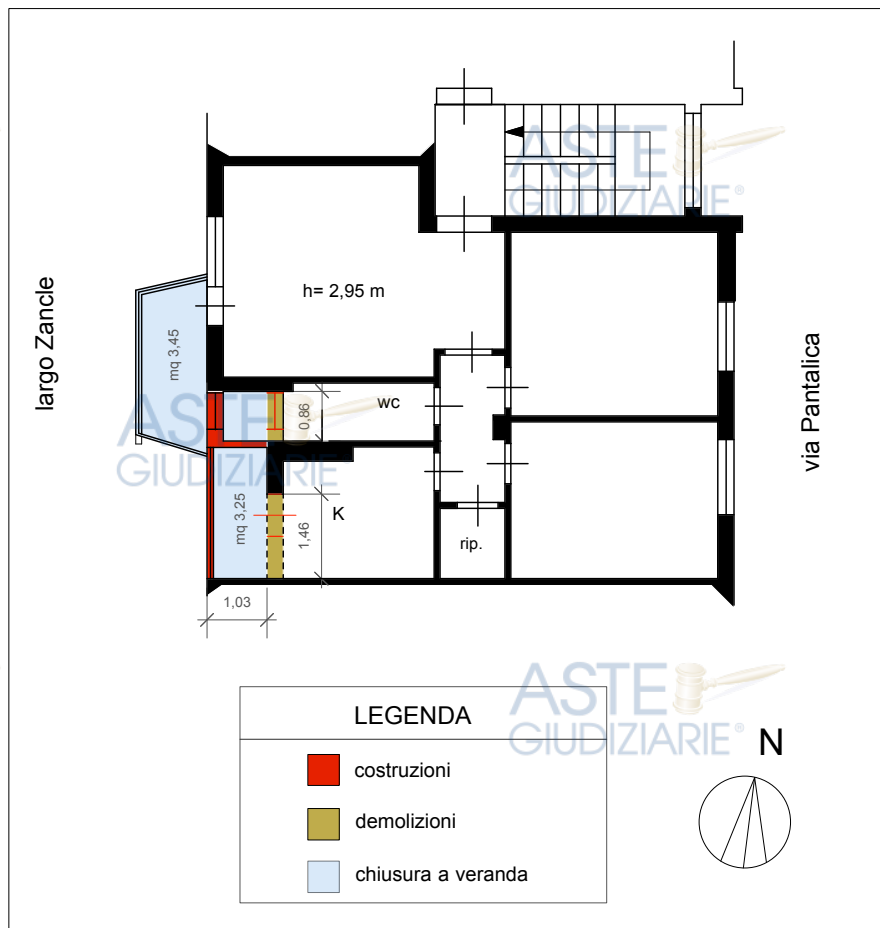 ASTE
GIUDIZIARIE®
h= 2,95 m
largo Zancle
mq 3,45
wc
0,86
ASTE
GIUDIZIARIE®
via Pantalica
mq 3,25
K
1,46
rip.
1,03
ASTE
GIUDIZIARIE®
N
LEGENDA
costruzioni
demolizioni
chiusura a veranda